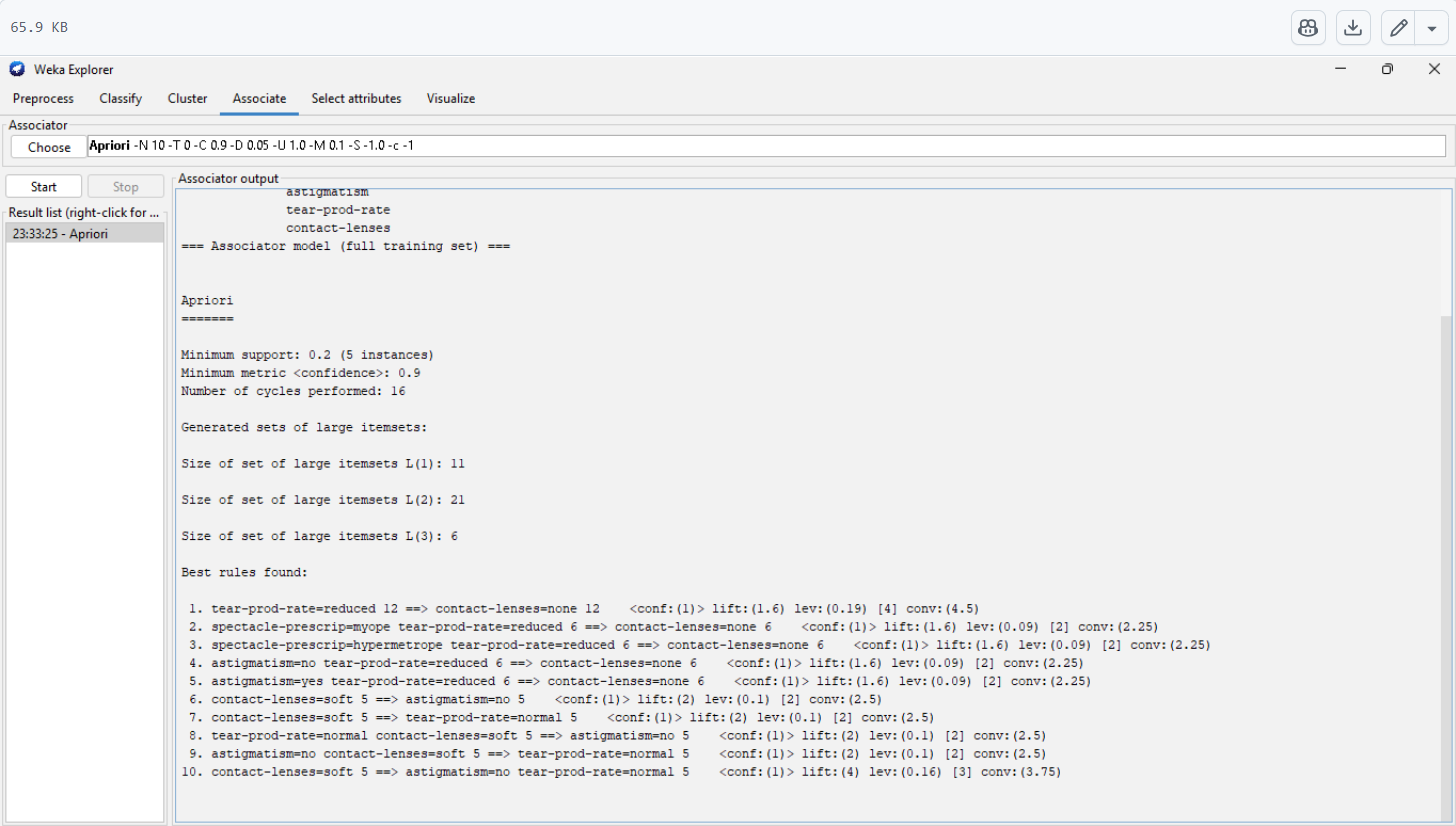 65.9 KB
Weka Explorer
Preprocess Classify Cluster Associate Select attributes Visualize
Associator
Choose Apriori -N 10 -T 0 -C 0.9 -D 0.05 -U 1.0 -M 0.1 -S -1.0 -c -1
Start Stop
Result list (right-click for ...
23:33:25 - Apriori
Associator output
astigmatism
tear-prod-rate
contact-lenses
=== Associator model (full training set) ===
Apriori
=======
Minimum support: 0.2 (5 instances)
Minimum metric <confidence>: 0.9
Number of cycles performed: 16
Generated sets of large itemsets:
Size of set of large itemsets L(1): 11
Size of set of large itemsets L(2): 21
Size of set of large itemsets L(3): 6
Best rules found:
1. tear-prod-rate=reduced 12 ==> contact-lenses=none 12 <conf:(1)> lift:(1.6) lev:(0.19) [4] conv:(4.5)
2. spectacle-prescrip=myope tear-prod-rate=reduced 6 ==> contact-lenses=none 6 <conf:(1)> lift:(1.6) lev:(0.09) [2] conv:(2.25)
3. spectacle-prescrip=hypermetrope tear-prod-rate=reduced 6 ==> contact-lenses=none 6 <conf:(1)> lift:(1.6) lev:(0.09) [2] conv:(2.25)
4. astigmatism=no tear-prod-rate=reduced 6 ==> contact-lenses=none 6 <conf:(1)> lift:(1.6) lev:(0.09) [2] conv:(2.25)
5. astigmatism=yes tear-prod-rate=reduced 6 ==> contact-lenses=none 6 <conf:(1)> lift:(1.6) lev:(0.09) [2] conv:(2.25)
6. contact-lenses=soft 5 ==> astigmatism=no 5 <conf:(1)> lift:(2) lev:(0.1) [2] conv:(2.5)
7. contact-lenses=soft 5 ==> tear-prod-rate=normal 5 <conf:(1)> lift:(2) lev:(0.1) [2] conv:(2.5)
8. tear-prod-rate=normal contact-lenses=soft 5 ==> astigmatism=no 5 <conf:(1)> lift:(2) lev:(0.1) [2] conv:(2.5)
9. astigmatism=no contact-lenses=soft 5 ==> tear-prod-rate=normal 5 <conf:(1)> lift:(2) lev:(0.1) [2] conv:(2.5)
10. contact-lenses=soft 5 ==> astigmatism=no tear-prod-rate=normal 5 <conf:(1)> lift:(4) lev:(0.16) [3] conv:(3.75)